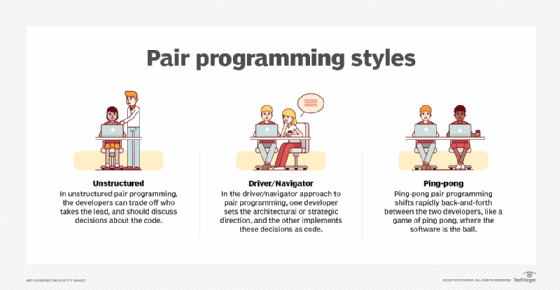 Pair programming styles
Unstructured
In unstructured pair programming,
the developers can trade off who
takes the lead, and should discuss
decisions about the code.
Driver/Navigator
In the driver/navigator approach to
pair programming, one developer
sets the architectural or strategic
direction, and the other implements
these decisions as code.
Ping-pong
Ping-pong pair programming
shifts rapidly back-and-forth
between the two developers, like a
game of ping pong, where the
software is the ball.
TechTarget